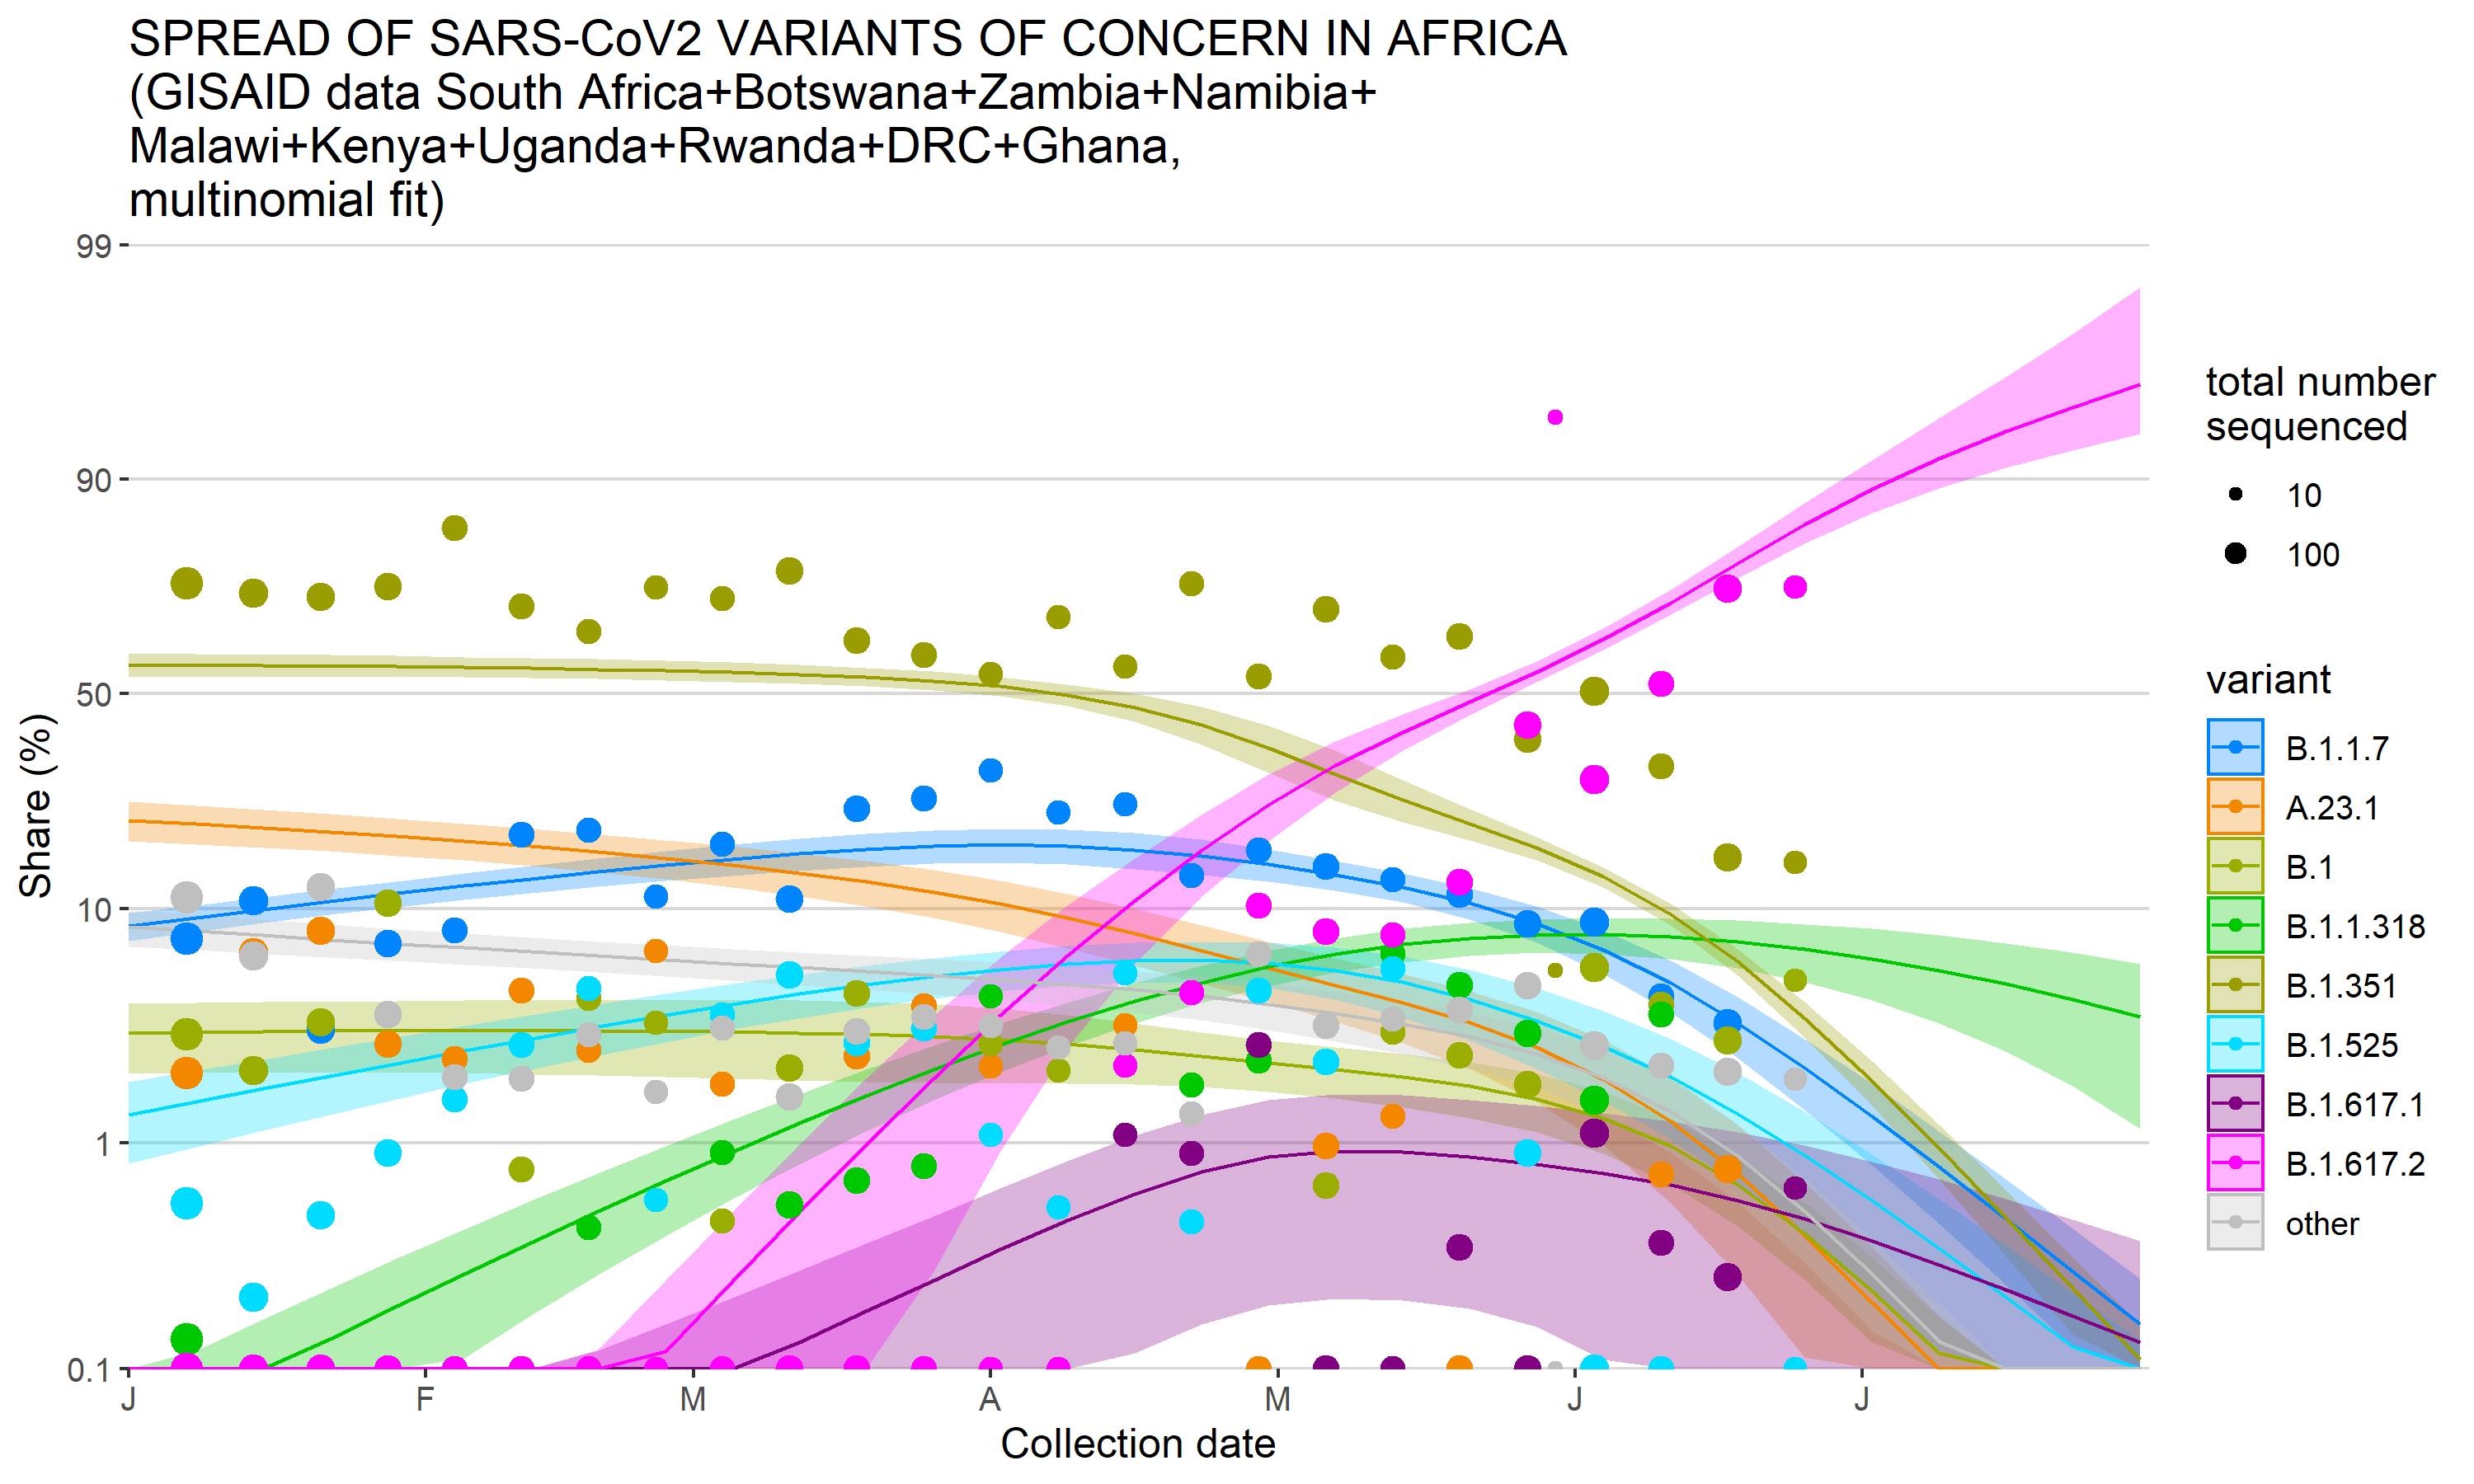 SPREAD OF SARS-CoV2 VARIANTS OF CONCERN IN AFRICA
(GISAID data South Africa+Botswana+Zambia+Namibia+
Malawi+Kenya+Uganda+Rwanda+DRC+Ghana,
multinomial fit)
99
90
50
10
1
0.1
Share (%)
J F M A M J J
Collection date
total number
sequenced
10
100
variant
B.1.1.7
A.23.1
B.1
B.1.1.318
B.1.351
B.1.525
B.1.617.1
B.1.617.2
other